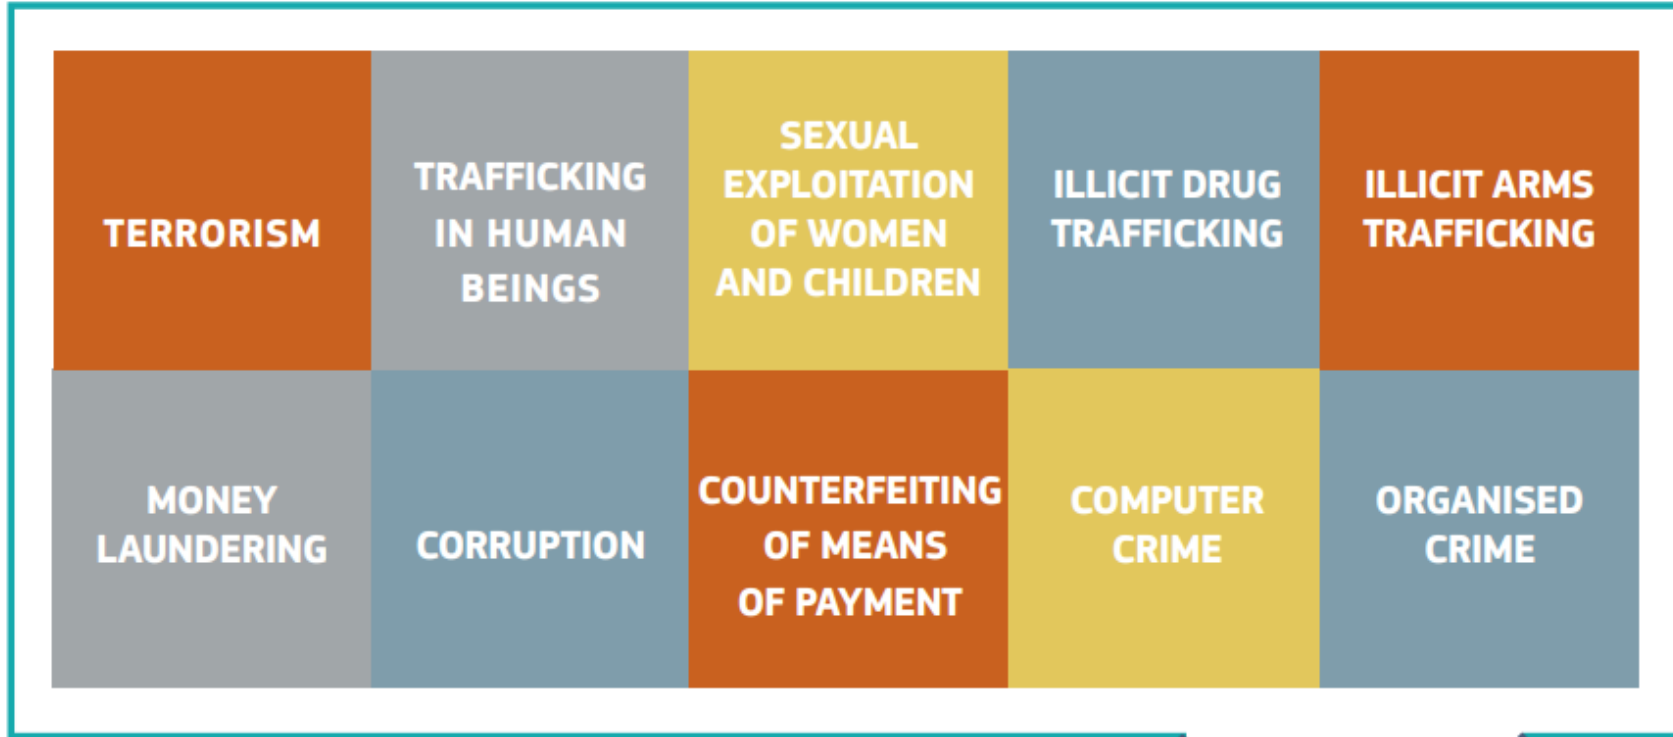 TERRORISM
TRAFFICKING
IN HUMAN
BEINGS
SEXUAL
EXPLOITATION
OF WOMEN
AND CHILDREN
ILLICIT DRUG
TRAFFICKING
ILLICIT ARMS
TRAFFICKING
MONEY
LAUNDERING
CORRUPTION
COUNTERFEITING
OF MEANS
OF PAYMENT
COMPUTER
CRIME
ORGANISED
CRIME